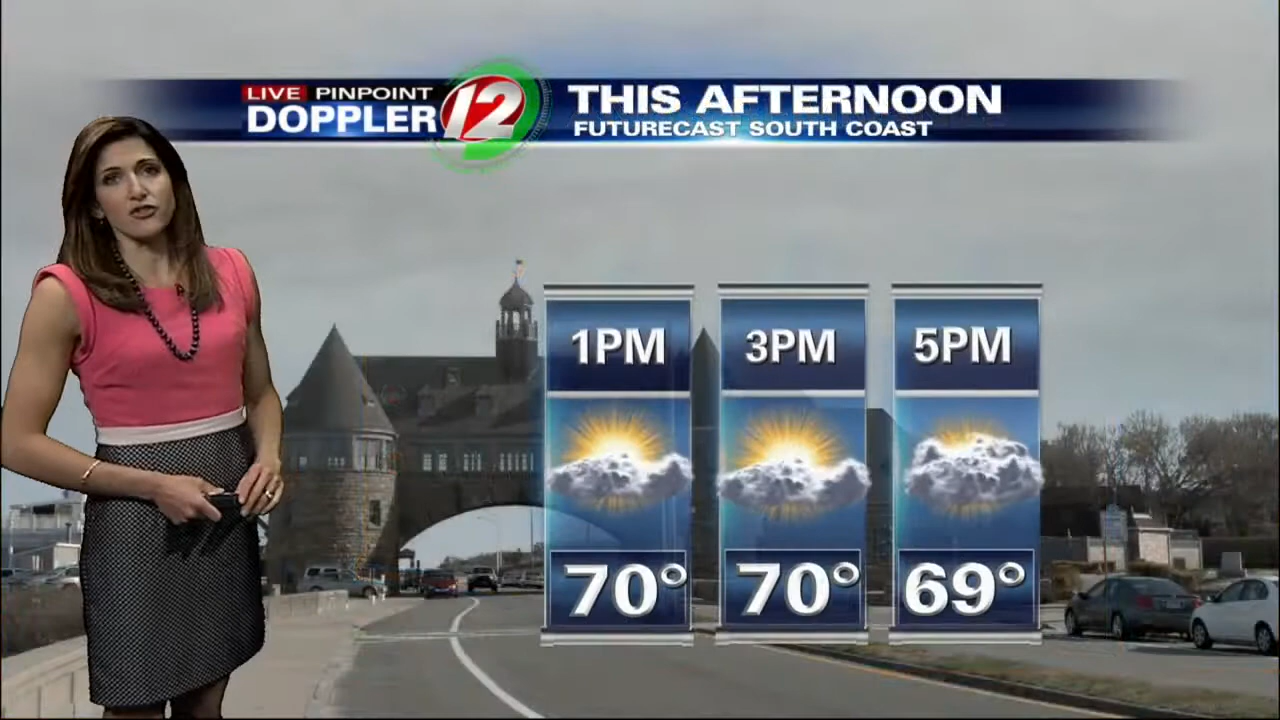 LIVE PINPOINT
DOPPLER 12
THIS AFTERNOON
FUTURECAST SOUTH COAST
1PM
3PM
5PM
70°
70°
69°